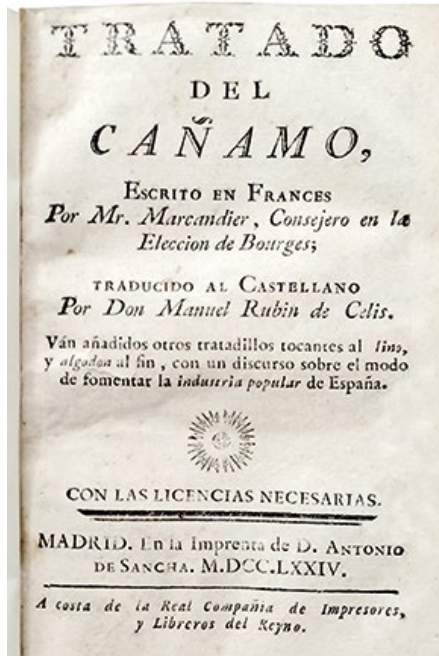 TRATADO
DEL
CAÑAMO,
ESCRITO EN FRANCES
Por Mr. Marcandier, Consejero en la
Eleccion de Bourges;
TRADUCIDO AL CASTELLANO
Por Don Manuel Rubin de Celis.
Ván añadidos otros tratadillos tocantes al lino,
y algodon al fin, con un discurso sobre el modo
de fomentar la industria popular de España.
CON LAS LICENCIAS NECESARIAS.
MADRID. En la Imprenta de D. ANTONIO
DE SANCHA. M.DCC.LXXIV.
A costa de la Real Compañia de Impresores,
y Libreros del Reyno.